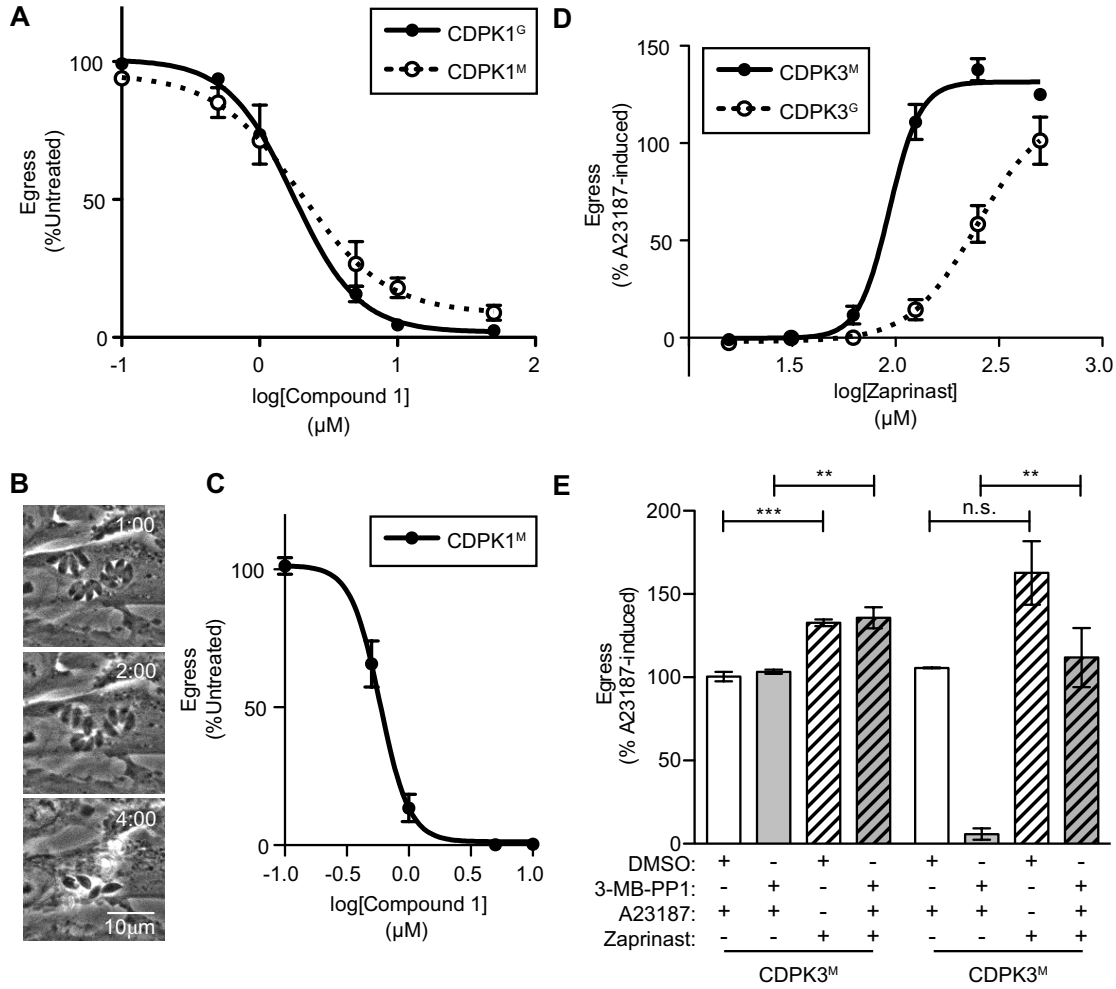 A
Egress
(%Untreated)
100
50
0
-1
0
1
2
log[Compound 1]
(µM)
CDPK1ᴳ
CDPK1ᴹ
D
Egress
(% A23187-induced)
150
100
50
0
1.5
2.0
2.5
3.0
log[Zaprinast]
(µM)
CDPK3ᴹ
CDPK3ᴳ
B
1:00
2:00
4:00
10µm
C
Egress
(%Untreated)
100
50
0
-1.0
-0.5
0.0
0.5
1.0
log[Compound 1]
(µM)
CDPK1ᴹ
E
Egress
(% A23187-induced)
200
150
100
50
0
** **
*** n.s.
DMSO: + - + - + - + -
3-MB-PP1: - + - + - + - +
A23187: + + - + + + - +
Zaprinast: - - + + - - + +
CDPK3ᴹ CDPK3ᴹ